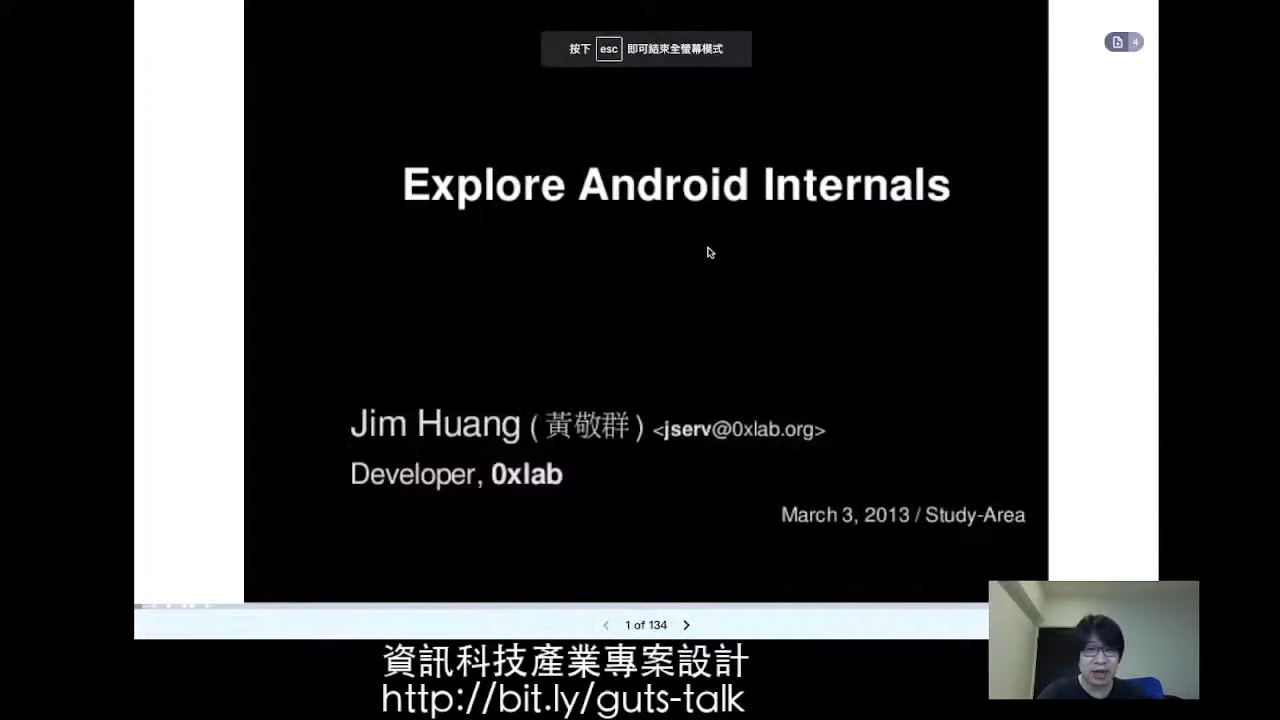 按下 esc 即可結束全螢幕模式
4
Explore Android Internals
Jim Huang ( 黃敬群 ) <jserv@0xlab.org>
Developer, 0xlab
March 3, 2013 / Study-Area
1 of 134
資訊科技產業專案設計
http://bit.ly/guts-talk